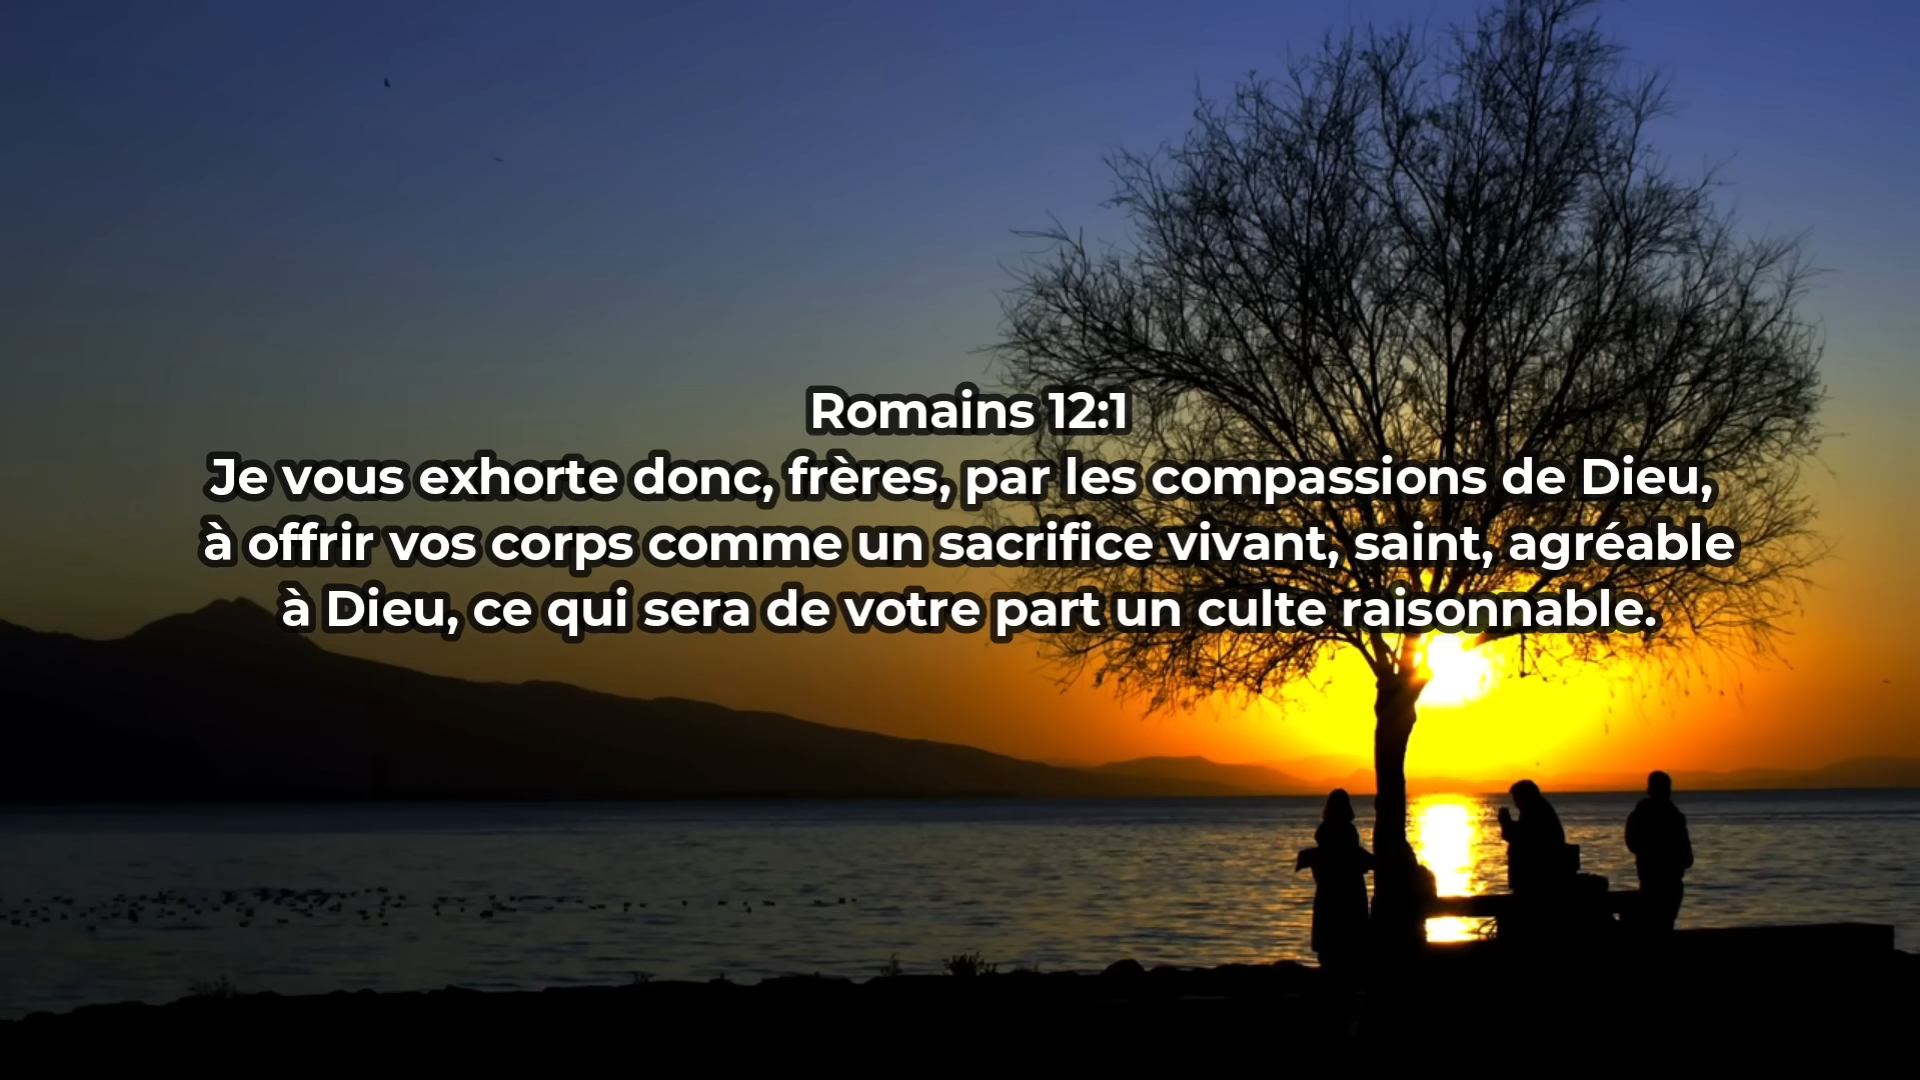 Romains 12:1
Je vous exhorte donc, frères, par les compassions de Dieu,
à offrir vos corps comme un sacrifice vivant, saint, agréable
à Dieu, ce qui sera de votre part un culte raisonnable.